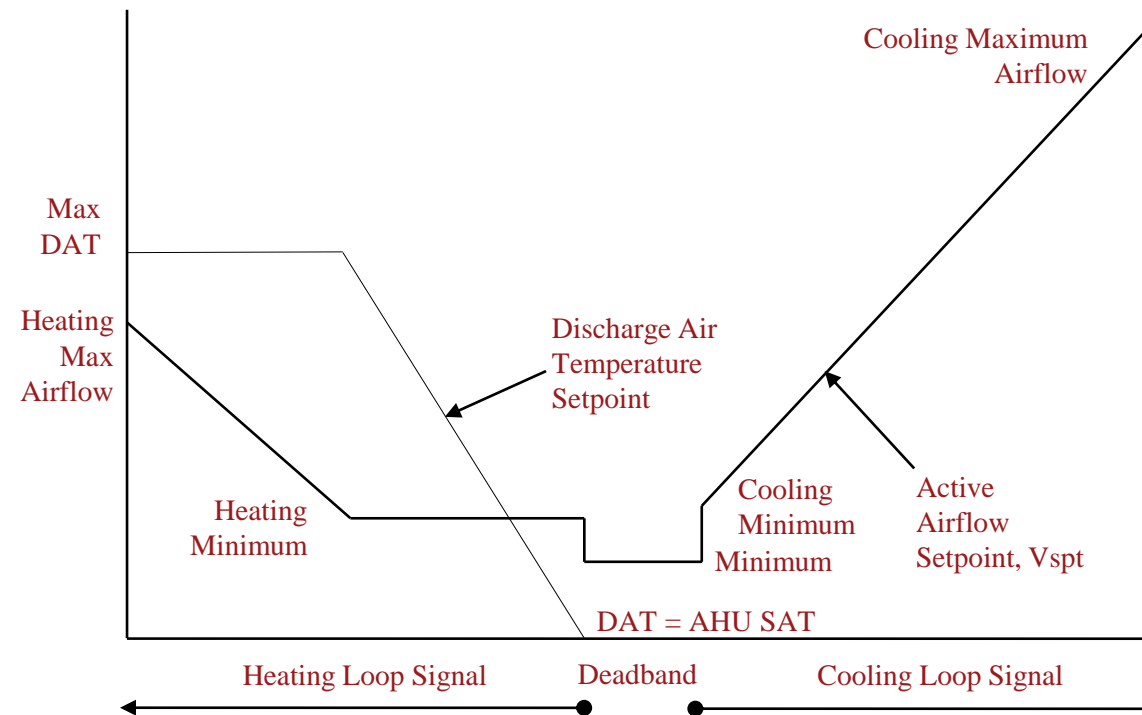 Cooling Maximum
Airflow
Max
DAT
Heating
Max
Airflow
Discharge Air
Temperature
Setpoint
Heating
Minimum
Cooling
Minimum
Minimum
Active
Airflow
Setpoint, Vspt
DAT = AHU SAT
Heating Loop Signal
Deadband
Cooling Loop Signal